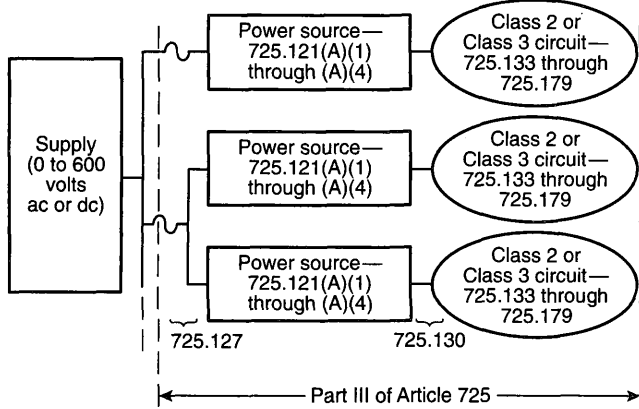 Supply
(0 to 600
volts
ac or dc)
Power source—
725.121(A)(1)
through (A)(4)
Class 2 or
Class 3 circuit—
725.133 through
725.179
Power source—
725.121(A)(1)
through (A)(4)
Class 2 or
Class 3 circuit—
725.133 through
725.179
Power source—
725.121(A)(1)
through (A)(4)
Class 2 or
Class 3 circuit—
725.133 through
725.179
725.127
725.130
Part III of Article 725